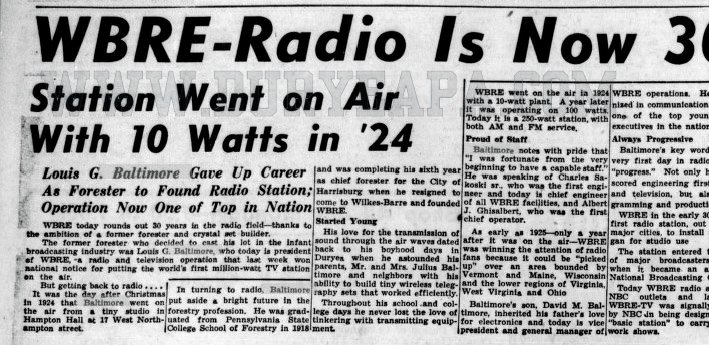 WBRE-Radio Is Now 30
WWW.DURYEAPA.COM
Station Went on Air
With 10 Watts in '24
Louis G. Baltimore Gave Up Career
As Forester to Found Radio Station;
Operation Now One of Top in Nation
WBRE today rounds out 30 years in the radio field—thanks to
the ambition of a former forester and crystal set builder.
The former forester who decided to cast his lot in the infant
broadcasting industry was Louis G. Baltimore, who today is president
of WBRE, a radio and television operation that last week won
national notice for putting the world's first million-watt TV station
on the air.
But getting back to radio....
It was the day after Christmas
in 1924 that Baltimore went on
the air from a tiny studio in
Hampton Hall at 17 West North-
ampton street.
In turning to radio, Baltimore
put aside a bright future in the
forestry profession. He was grad-
uated from Pennsylvania State
College School of Forestry in 1918
and was completing his sixth year
as chief forester for the City of
Harrisburg when he resigned to
come to Wilkes-Barre and founded
WBRE.
Started Young
His love for the transmission of
sound through the air waves dated
back to his boyhood days in
Duryea when he astounded his
parents, Mr. and Mrs. Julius Bal-
timore and neighbors with his
ability to build tiny wireless teleg-
raphy sets that worked efficiently.
Throughout his school and col-
lege days he never lost the love of
tinkering with transmitting equip-
ment.
WBRE went on the air in 1924
with a 10-watt plant. A year later
it was operating on 100 watts.
Today it is a 250-watt station, with
both AM and FM service.
Proud of Staff
Baltimore notes with pride that
"I was fortunate from the very
beginning to have a capable staff."
He was speaking of Charles Sa-
koski sr., who was the first engi-
neer and today is chief engineer
of all WBRE facilities, and Albert
J. Ghisalbert, who was the first
chief operator.
As early as 1925—only a year
after it was on the air—WBRE
was winning the attention of radio
fans because it could be "picked
up" over an area bounded by
Vermont and Maine, Wisconsin
and the lower regions of Virginia,
West Virginia and Ohio
Baltimore's son, David M. Bal-
timore, inherited his father's love
for electronics and today is vice
president and general manager of
WBRE operations. He
nized in communication
one of the top young
executives in the nation
Always Progressive
Baltimore's key word
very first day in radio
"progress." Not only h
scored engineering first
and television, but als
gramming and producti
WBRE in the early 30
first radio station, out
major cities, to install
gan for studio use
The station entered t
of major broadcasters
when it became an a
National Broadcasting C
Today WBRE radio a
NBC outlets and l
WBRE-TV was signally
by NBC in being design
"basic station" to carry
work shows.